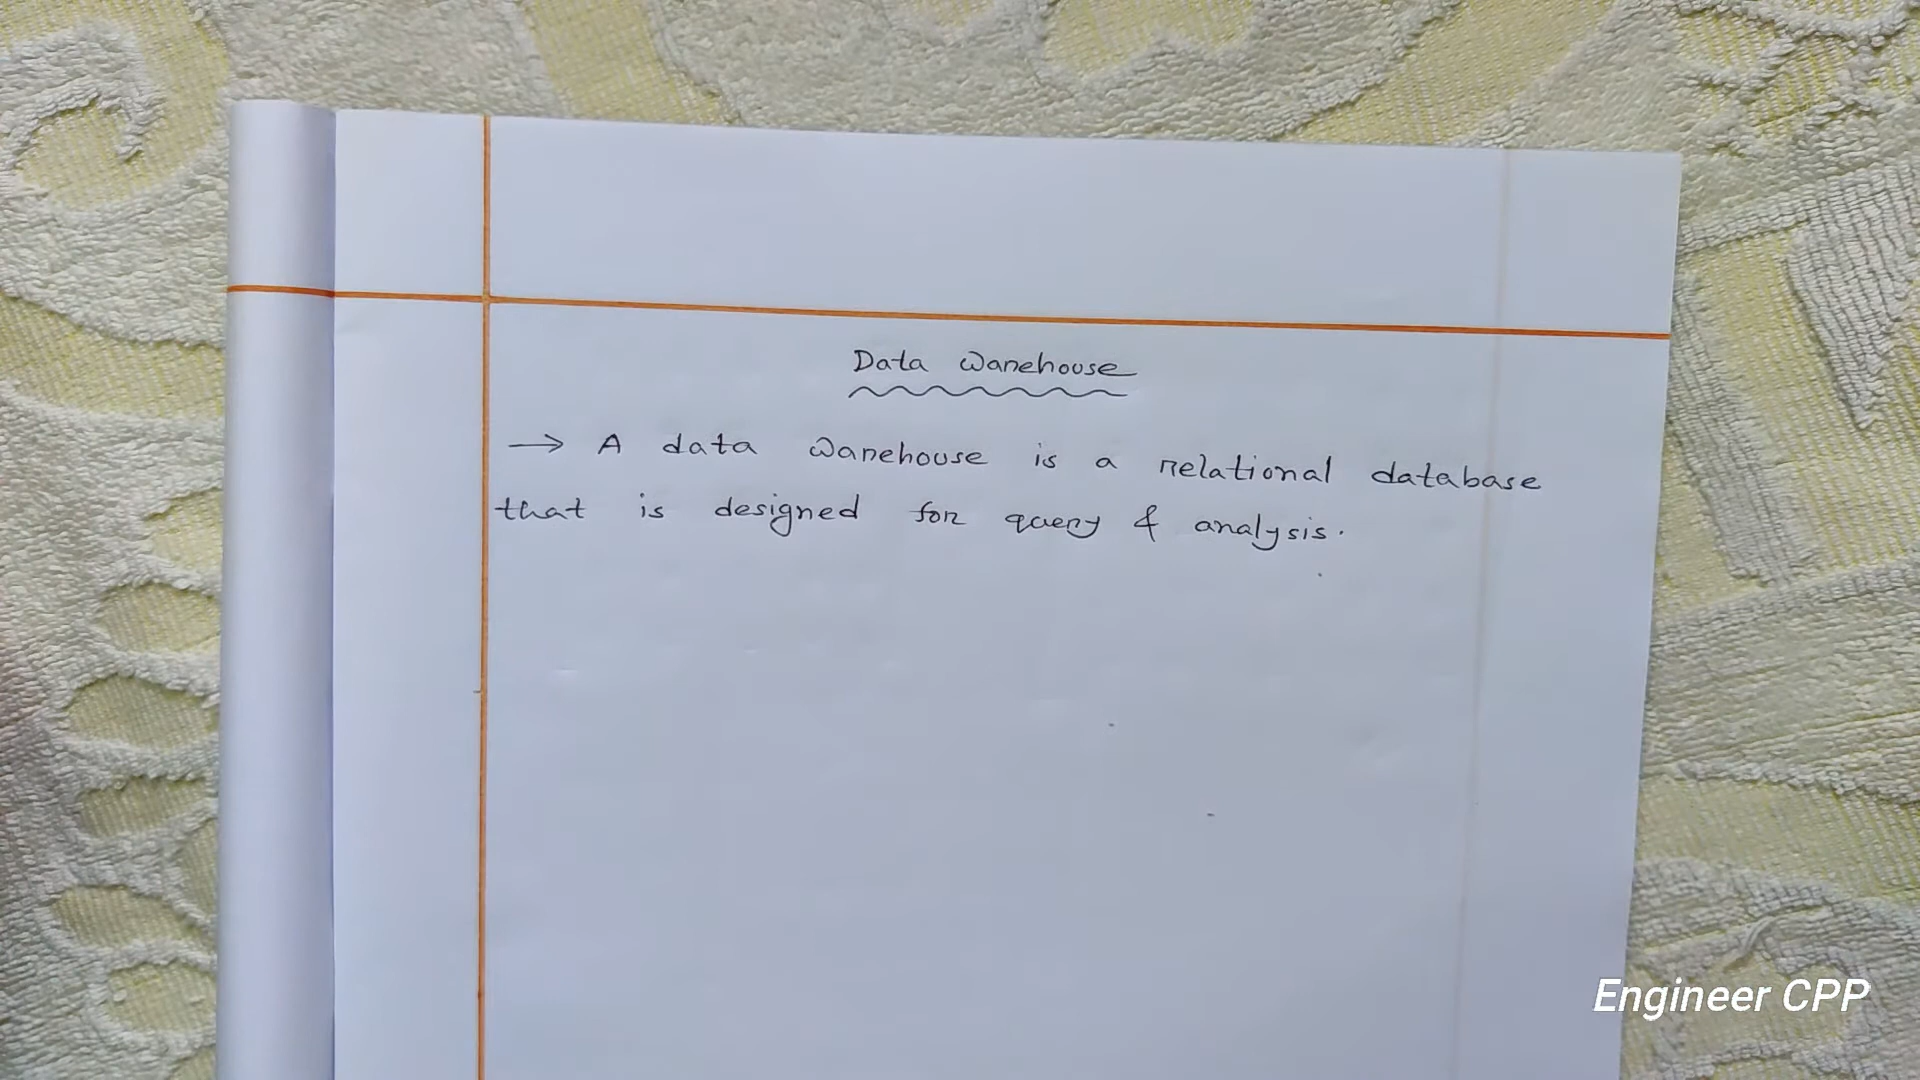 Data Warehouse
→ A data warehouse is a relational database
that is designed for query & analysis.
Engineer CPP